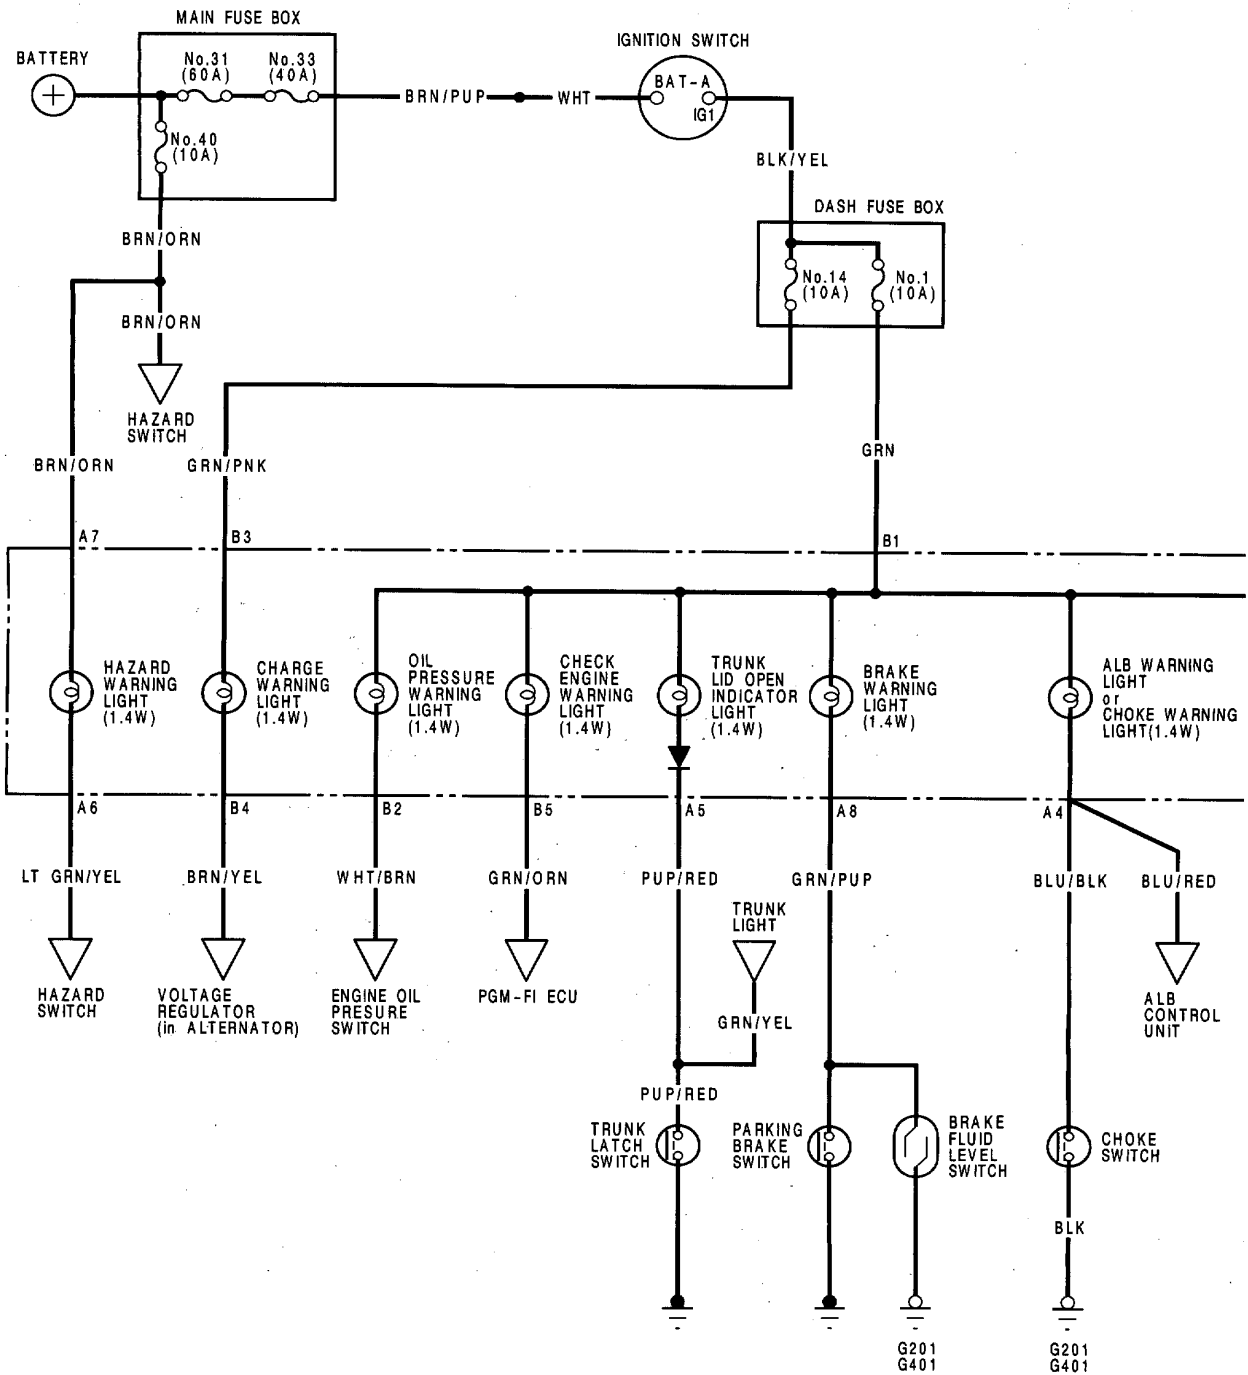 MAIN FUSE BOX
BATTERY
No.31
(60A)
No.33
(40A)
IGNITION SWITCH
BRN/PUP
WHT
BAT-A
IG1
No.40
(10A)
BLK/YEL
DASH FUSE BOX
BRN/ORN
No.14
(10A)
No.1
(10A)
BRN/ORN
HAZARD
SWITCH
BRN/ORN
GRN/PNK
GRN
A7
B3
B1
HAZARD
WARNING
LIGHT
(1.4W)
CHARGE
WARNING
LIGHT
(1.4W)
OIL
PRESSURE
WARNING
LIGHT
(1.4W)
CHECK
ENGINE
WARNING
LIGHT
(1.4W)
TRUNK
LID OPEN
INDICATOR
LIGHT
(1.4W)
BRAKE
WARNING
LIGHT
(1.4W)
ALB WARNING
LIGHT
or
CHOKE WARNING
LIGHT(1.4W)
A6
B4
B2
B5
A5
A8
A4
LT GRN/YEL
BRN/YEL
WHT/BRN
GRN/ORN
PUP/RED
GRN/PUP
BLU/BLK
BLU/RED
TRUNK
LIGHT
HAZARD
SWITCH
VOLTAGE
REGULATOR
(in ALTERNATOR)
ENGINE OIL
PRESURE
SWITCH
PGM-FI ECU
GRN/YEL
ALB
CONTROL
UNIT
PUP/RED
TRUNK
LATCH
SWITCH
PARKING
BRAKE
SWITCH
BRAKE
FLUID
LEVEL
SWITCH
CHOKE
SWITCH
BLK
G201
G401
G201
G401